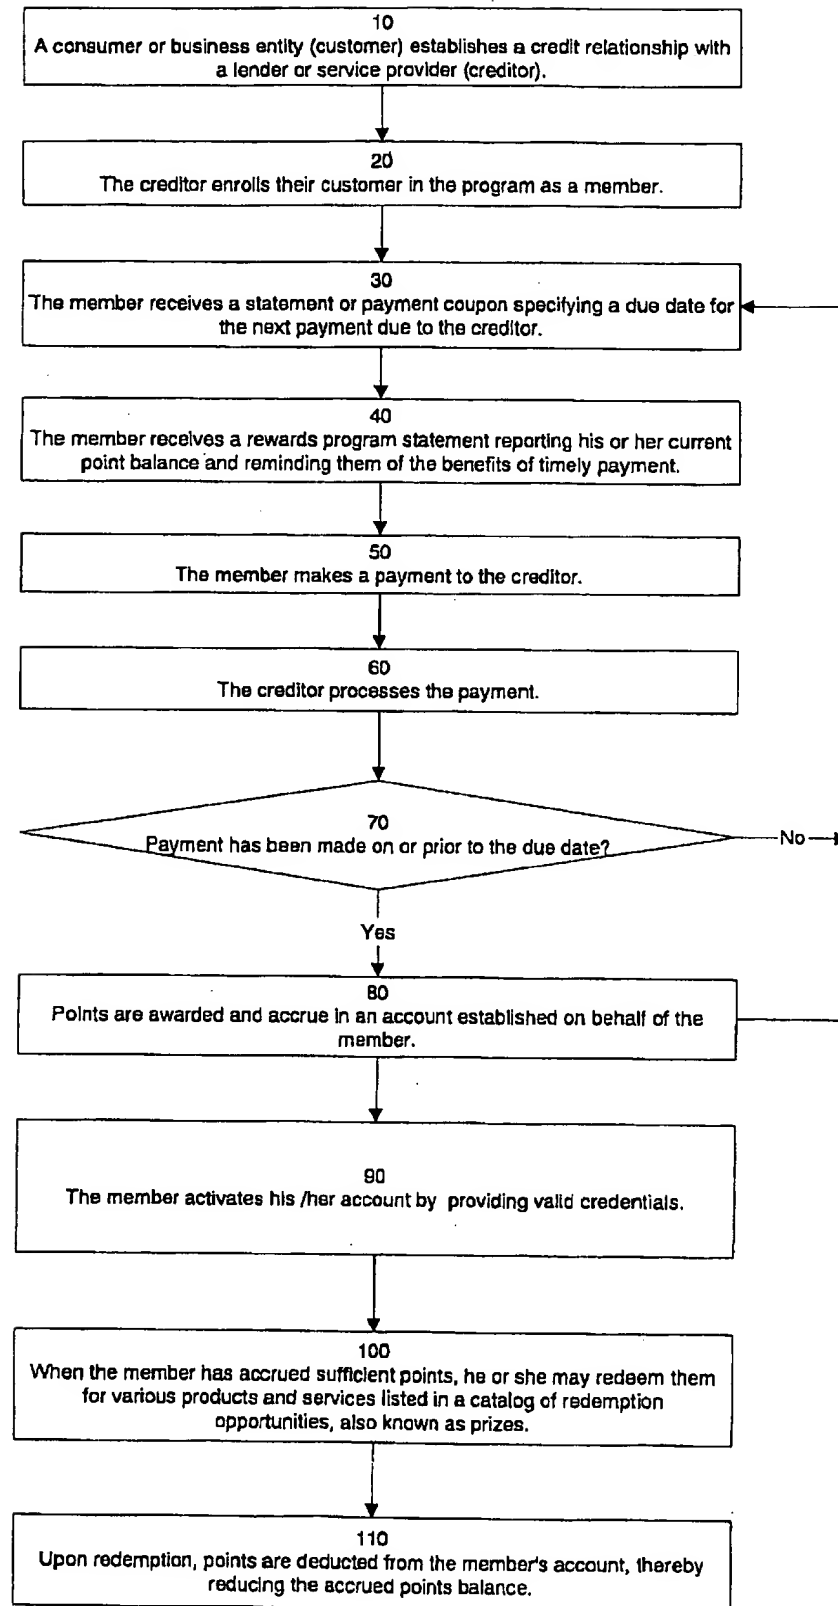 10
A consumer or business entity (customer) establishes a credit relationship with
a lender or service provider (creditor).
20
The creditor enrolls their customer in the program as a member.
30
The member receives a statement or payment coupon specifying a due date for
the next payment due to the creditor.
40
The member receives a rewards program statement reporting his or her current
point balance and reminding them of the benefits of timely payment.
50
The member makes a payment to the creditor.
60
The creditor processes the payment.
70
Payment has been made on or prior to the due date?
No
Yes
80
Points are awarded and accrue in an account established on behalf of the
member.
90
The member activates his /her account by providing valid credentials.
100
When the member has accrued sufficient points, he or she may redeem them
for various products and services listed in a catalog of redemption
opportunities, also known as prizes.
110
Upon redemption, points are deducted from the member's account, thereby
reducing the accrued points balance.